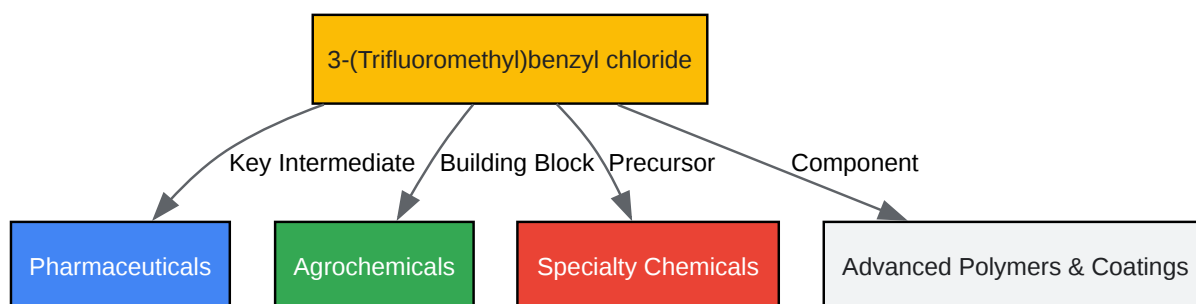 3-(Trifluoromethyl)benzyl chloride
Key Intermediate
Building Block
Precursor
Component
Pharmaceuticals
Agrochemicals
Specialty Chemicals
Advanced Polymers & Coatings